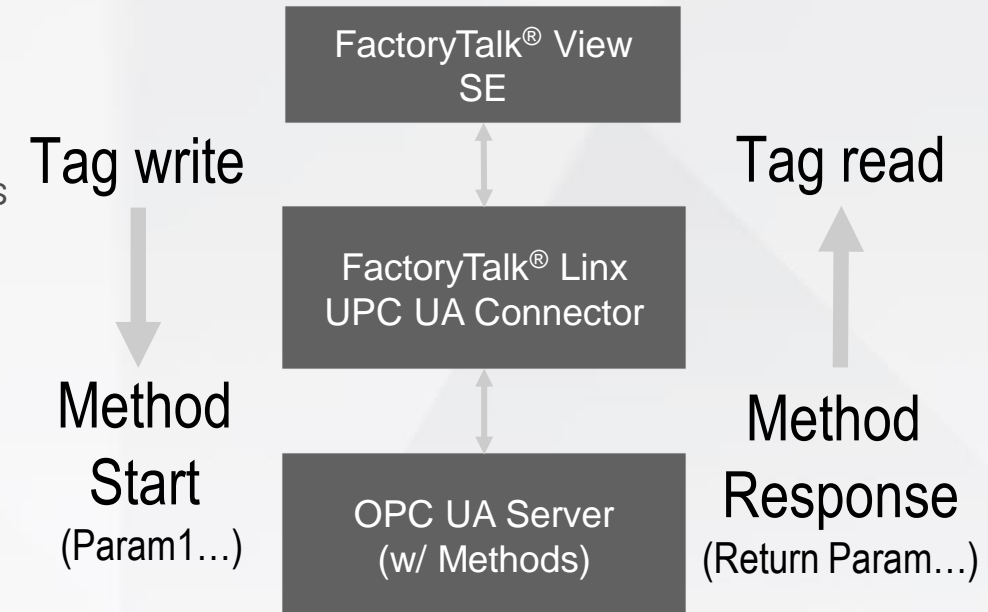 FactoryTalk® View
SE
Tag write
Tag read
s
FactoryTalk® Linx
UPC UA Connector
Method
Start
(Param1…)
Method
Response
(Return Param…)
OPC UA Server
(w/ Methods)